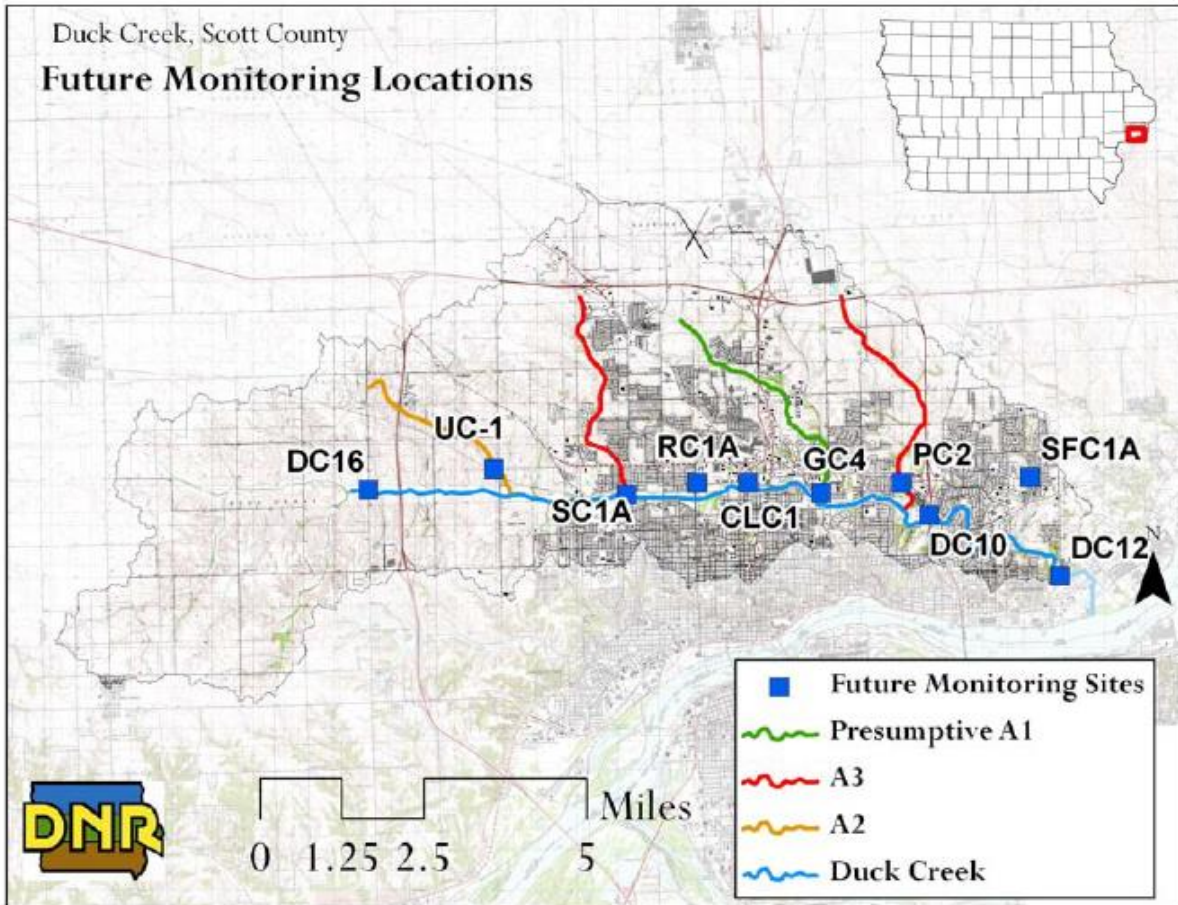 Duck Creek, Scott County
Future Monitoring Locations
UC-1
DC16
SC1A
RC1A
CLC1
GC4
PC2
SFC1A
DC10
DC12
N
Future Monitoring Sites
Presumptive A1
A3
A2
Duck Creek
DNR
Miles
0 1.25 2.5 5